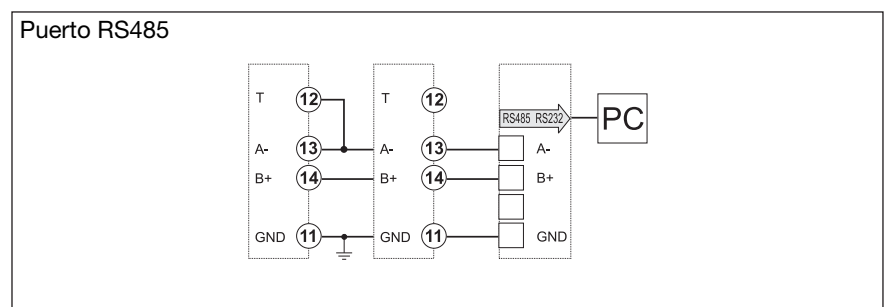 Puerto RS485
T 12 T 12
RS485 RS232 PC
A- 13 A- 13 A-
B+ 14 B+ 14 B+
GND 11 GND 11 GND